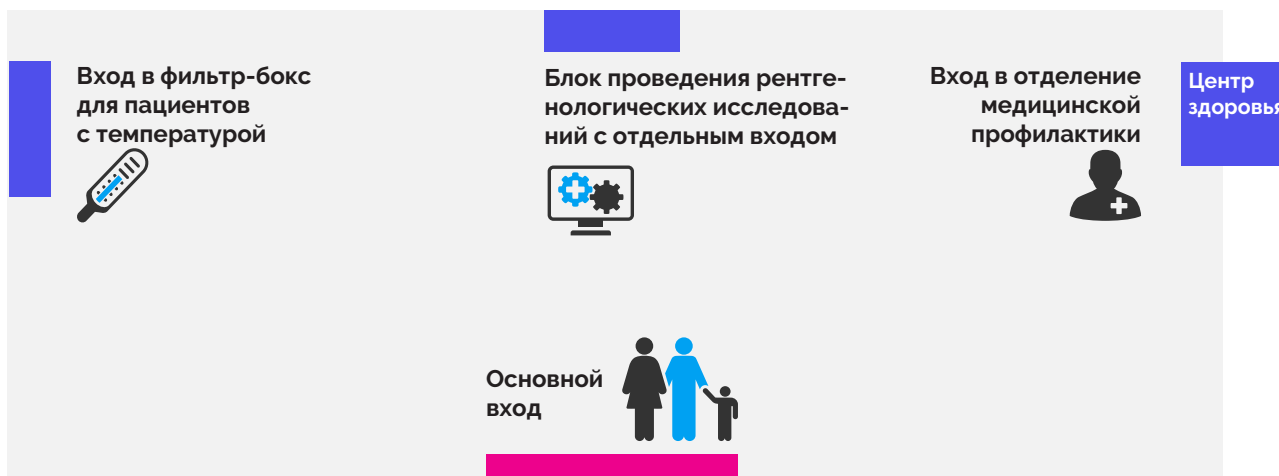 Вход в фильтр-бокс
для пациентов
с температурой
Блок проведения рентге-
нологических исследова-
ний с отдельным входом
Вход в отделение
медицинской
профилактики
Центр
здоровья
Основной
вход